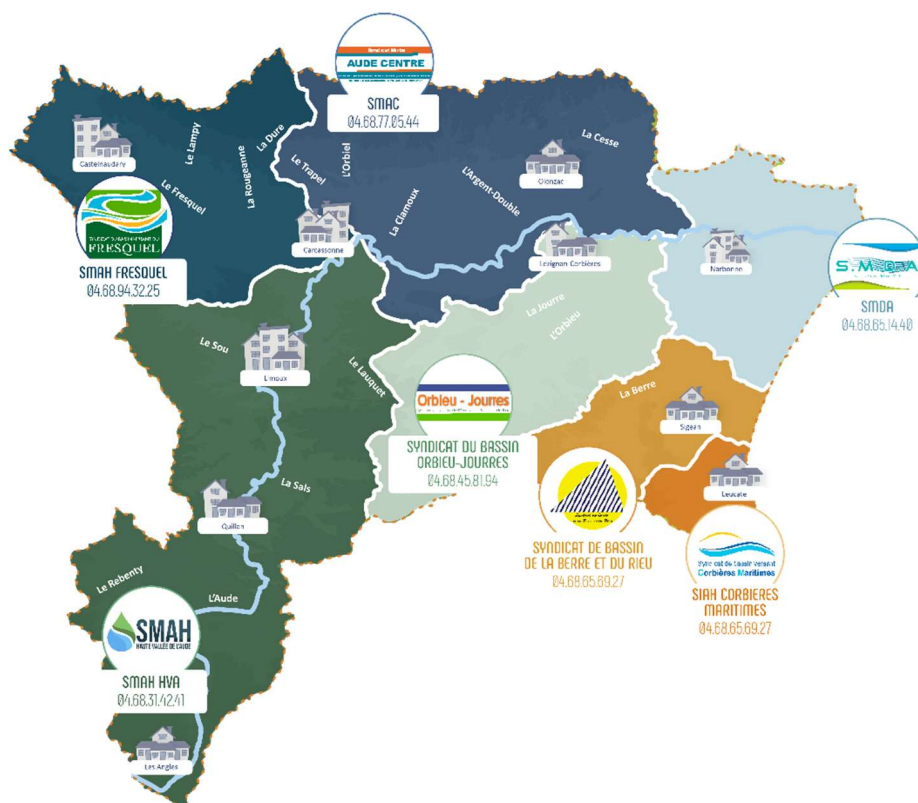 AUDE CENTRE
SMAC
04.68.77.05.44
La Cesse
La Dure
Le Lampy
L'Orbiel
Castelnaudary
Le Trapel
Olonzac
La Rougeanne
L'Argent-Double
Le Fresquel
La Clamoux
FRESQUEL
Carcassonne
Lezignan Corbières
Narbonne
SMAH FRESQUEL
04.68.94.32.25
SMDA
04.68.65.14.40
La Jourre
L'Orbieu
Le Sou
Limoux
Le Lauquet
La Berre
Orbieu - Jourres
Sigean
SYNDICAT DU BASSIN
ORBIEU-JOURRES
04.68.45.81.94
Leucate
La Sals
Quillan
SYNDICAT DE BASSIN
DE LA BERRE ET DU RIEU
04.68.65.69.27
Corbières Maritimes
SIAH CORBIERES
MARITIMES
04.68.65.69.27
Le Rebenty
L'Aude
SMAH
HAUTE VALLÉE DE L'AUDE
SMAH HVA
04.68.31.42.41
Les Angles